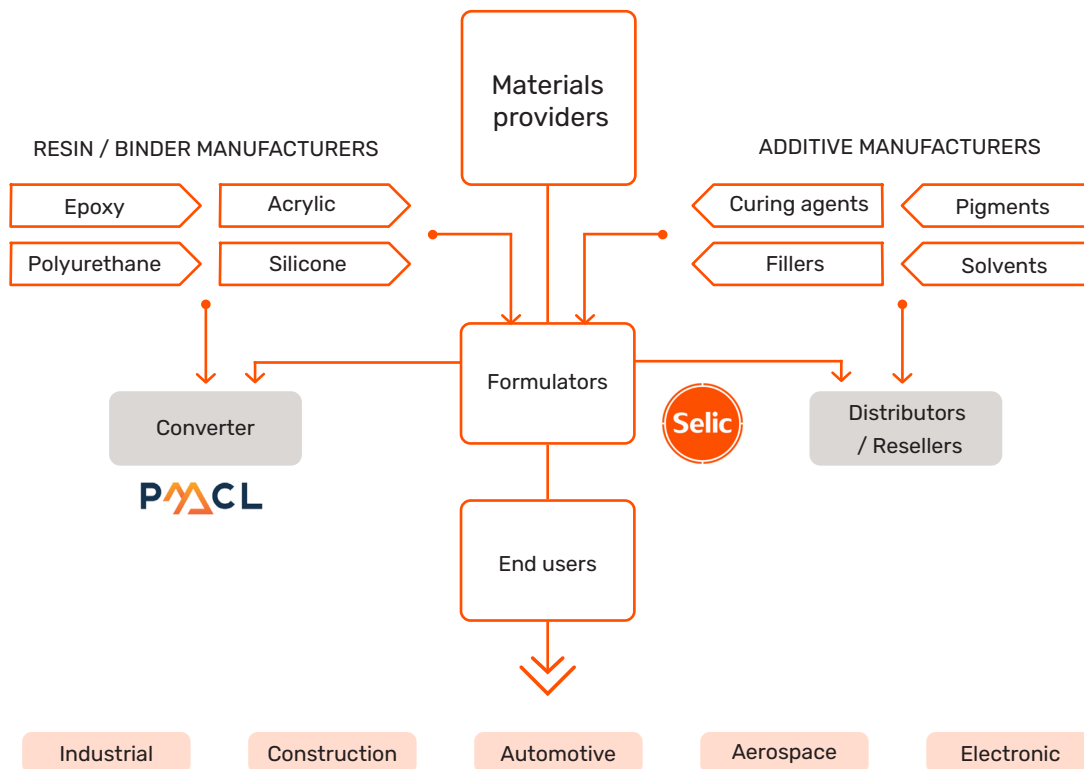 Materials
providers
RESIN / BINDER MANUFACTURERS
ADDITIVE MANUFACTURERS
Epoxy
Acrylic
Curing agents
Pigments
Polyurethane
Silicone
Fillers
Solvents
Formulators
Selic
Converter
Distributors
/ Resellers
PMCL
End users
Industrial
Construction
Automotive
Aerospace
Electronic